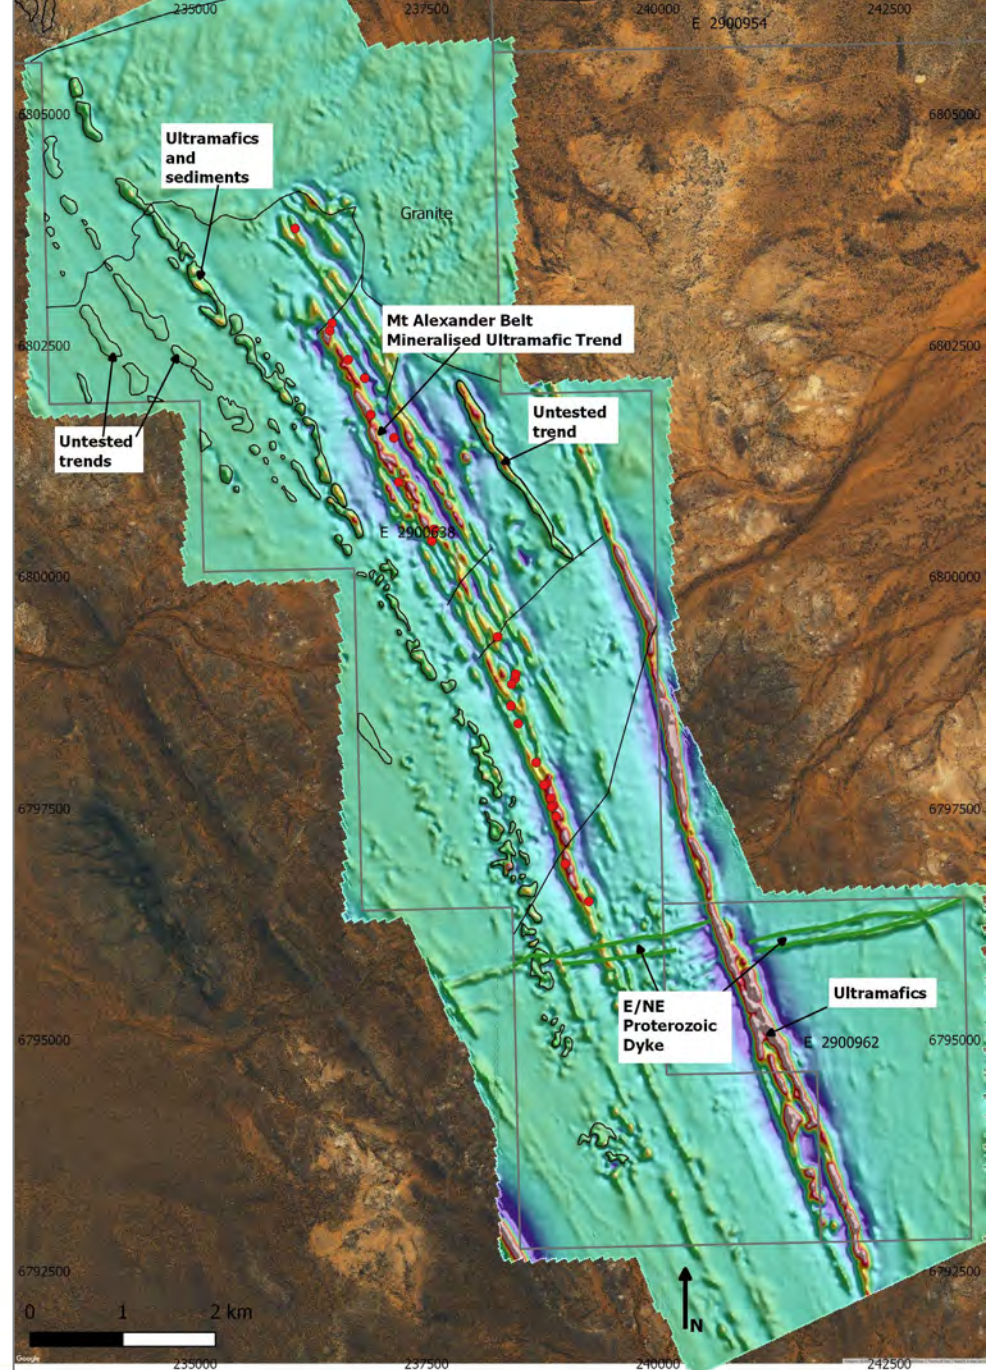 235000
237500
240000
242500
E 2900954
6805000
6805000
Ultramafics
and
sediments
Granite
Mt Alexander Belt
Mineralised Ultramafic Trend
6802500
6802500
Untested
trends
Untested
trend
E 2900638
6800000
6800000
6797500
6797500
E/NE
Proterozoic
Dyke
Ultramafics
6795000
E 2900962
6795000
6792500
6792500
0 1 2 km
N
Google
235000
237500
240000
242500